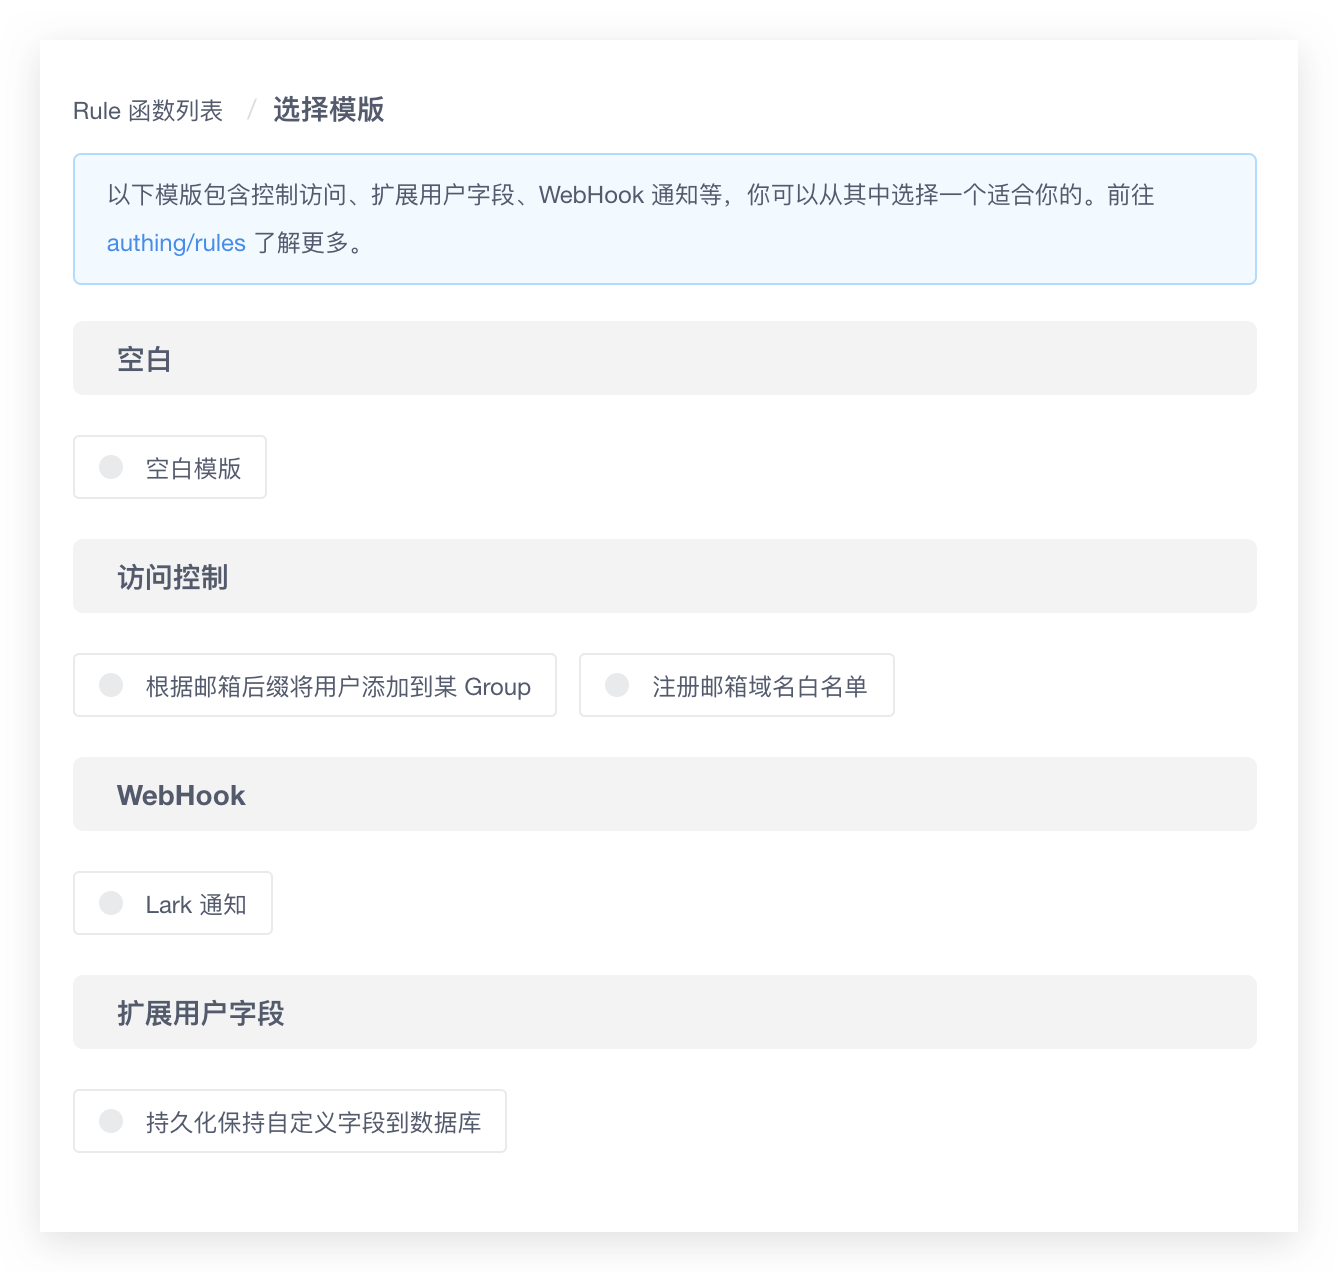 Rule 函数列表 / 选择模版
以下模版包含控制访问、扩展用户字段、WebHook 通知等，你可以从其中选择一个适合你的。前往
authing/rules 了解更多。
空白
空白模版
访问控制
根据邮箱后缀将用户添加到某 Group
注册邮箱域名白名单
WebHook
Lark 通知
扩展用户字段
持久化保持自定义字段到数据库